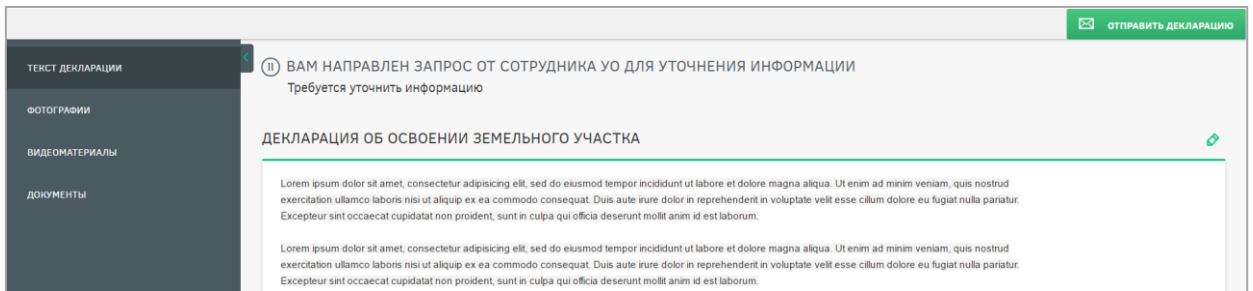 ОТПРАВИТЬ ДЕКЛАРАЦИЮ
ТЕКСТ ДЕКЛАРАЦИИ
ФОТОГРАФИИ
ВИДЕОМАТЕРИАЛЫ
ДОКУМЕНТЫ
ВАМ НАПРАВЛЕН ЗАПРОС ОТ СОТРУДНИКА УО ДЛЯ УТОЧНЕНИЯ ИНФОРМАЦИИ
Требуется уточнить информацию
ДЕКЛАРАЦИЯ ОБ ОСВОЕНИИ ЗЕМЕЛЬНОГО УЧАСТКА
Lorem ipsum dolor sit amet, consectetur adipisicing elit, sed do eiusmod tempor incididunt ut labore et dolore magna aliqua. Ut enim ad minim veniam, quis nostrud
exercitation ullamco laboris nisi ut aliquip ex ea commodo consequat. Duis aute irure dolor in reprehenderit in voluptate velit esse cillum dolore eu fugiat nulla pariatur.
Excepteur sint occaecat cupidatat non proident, sunt in culpa qui officia deserunt mollit anim id est laborum.
Lorem ipsum dolor sit amet, consectetur adipisicing elit, sed do eiusmod tempor incididunt ut labore et dolore magna aliqua. Ut enim ad minim veniam, quis nostrud
exercitation ullamco laboris nisi ut aliquip ex ea commodo consequat. Duis aute irure dolor in reprehenderit in voluptate velit esse cillum dolore eu fugiat nulla pariatur.
Excepteur sint occaecat cupidatat non proident, sunt in culpa qui officia deserunt mollit anim id est laborum.